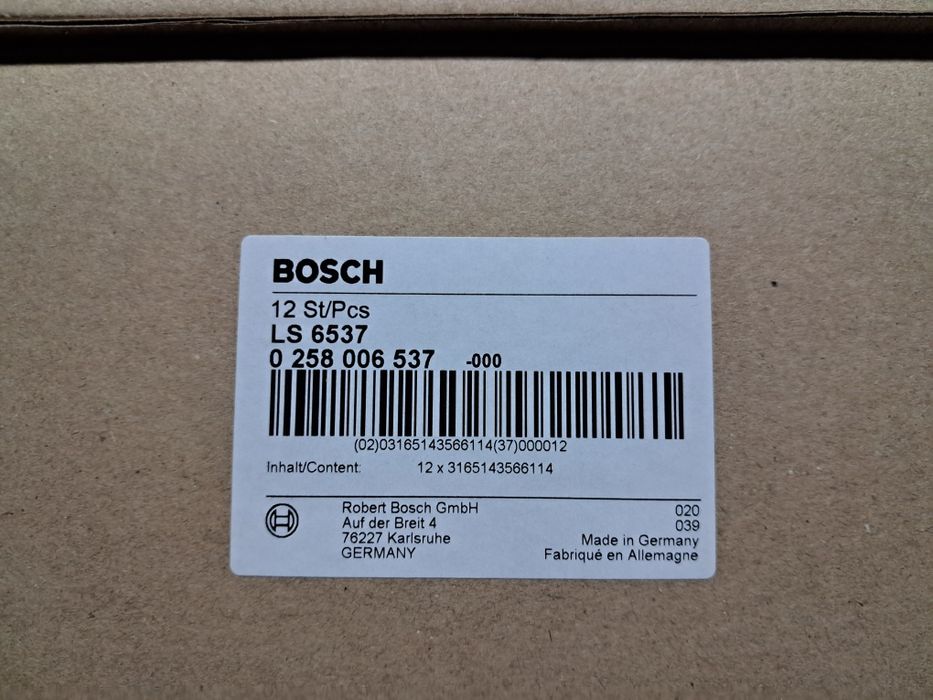 BOSCH
12 St/Pcs
LS 6537
0 258 006 537 -000
(02)03165143566114(37)000012
Inhalt/Content: 12 x 3165143566114
Robert Bosch GmbH 020
Auf der Breit 4 039
76227 Karlsruhe Made in Germany
GERMANY Fabriqué en Allemagne